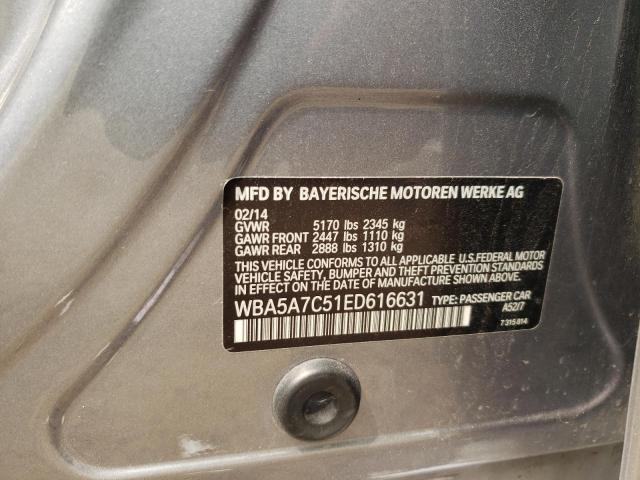 MFD BY BAYERISCHE MOTOREN WERKE AG
02/14
GVWR 5170 lbs 2345 kg
GAWR FRONT 2447 lbs 1110 kg
GAWR REAR 2888 lbs 1310 kg
THIS VEHICLE CONFORMS TO ALL APPLICABLE U.S.FEDERAL MOTOR
VEHICLE SAFETY, BUMPER AND THEFT PREVENTION STANDARDS
IN EFFECT ON THE DATE OF MANUFACTURE SHOWN ABOVE.
WBA5A7C51ED616631 TYPE: PASSENGER CAR
A52/7
7 315 814